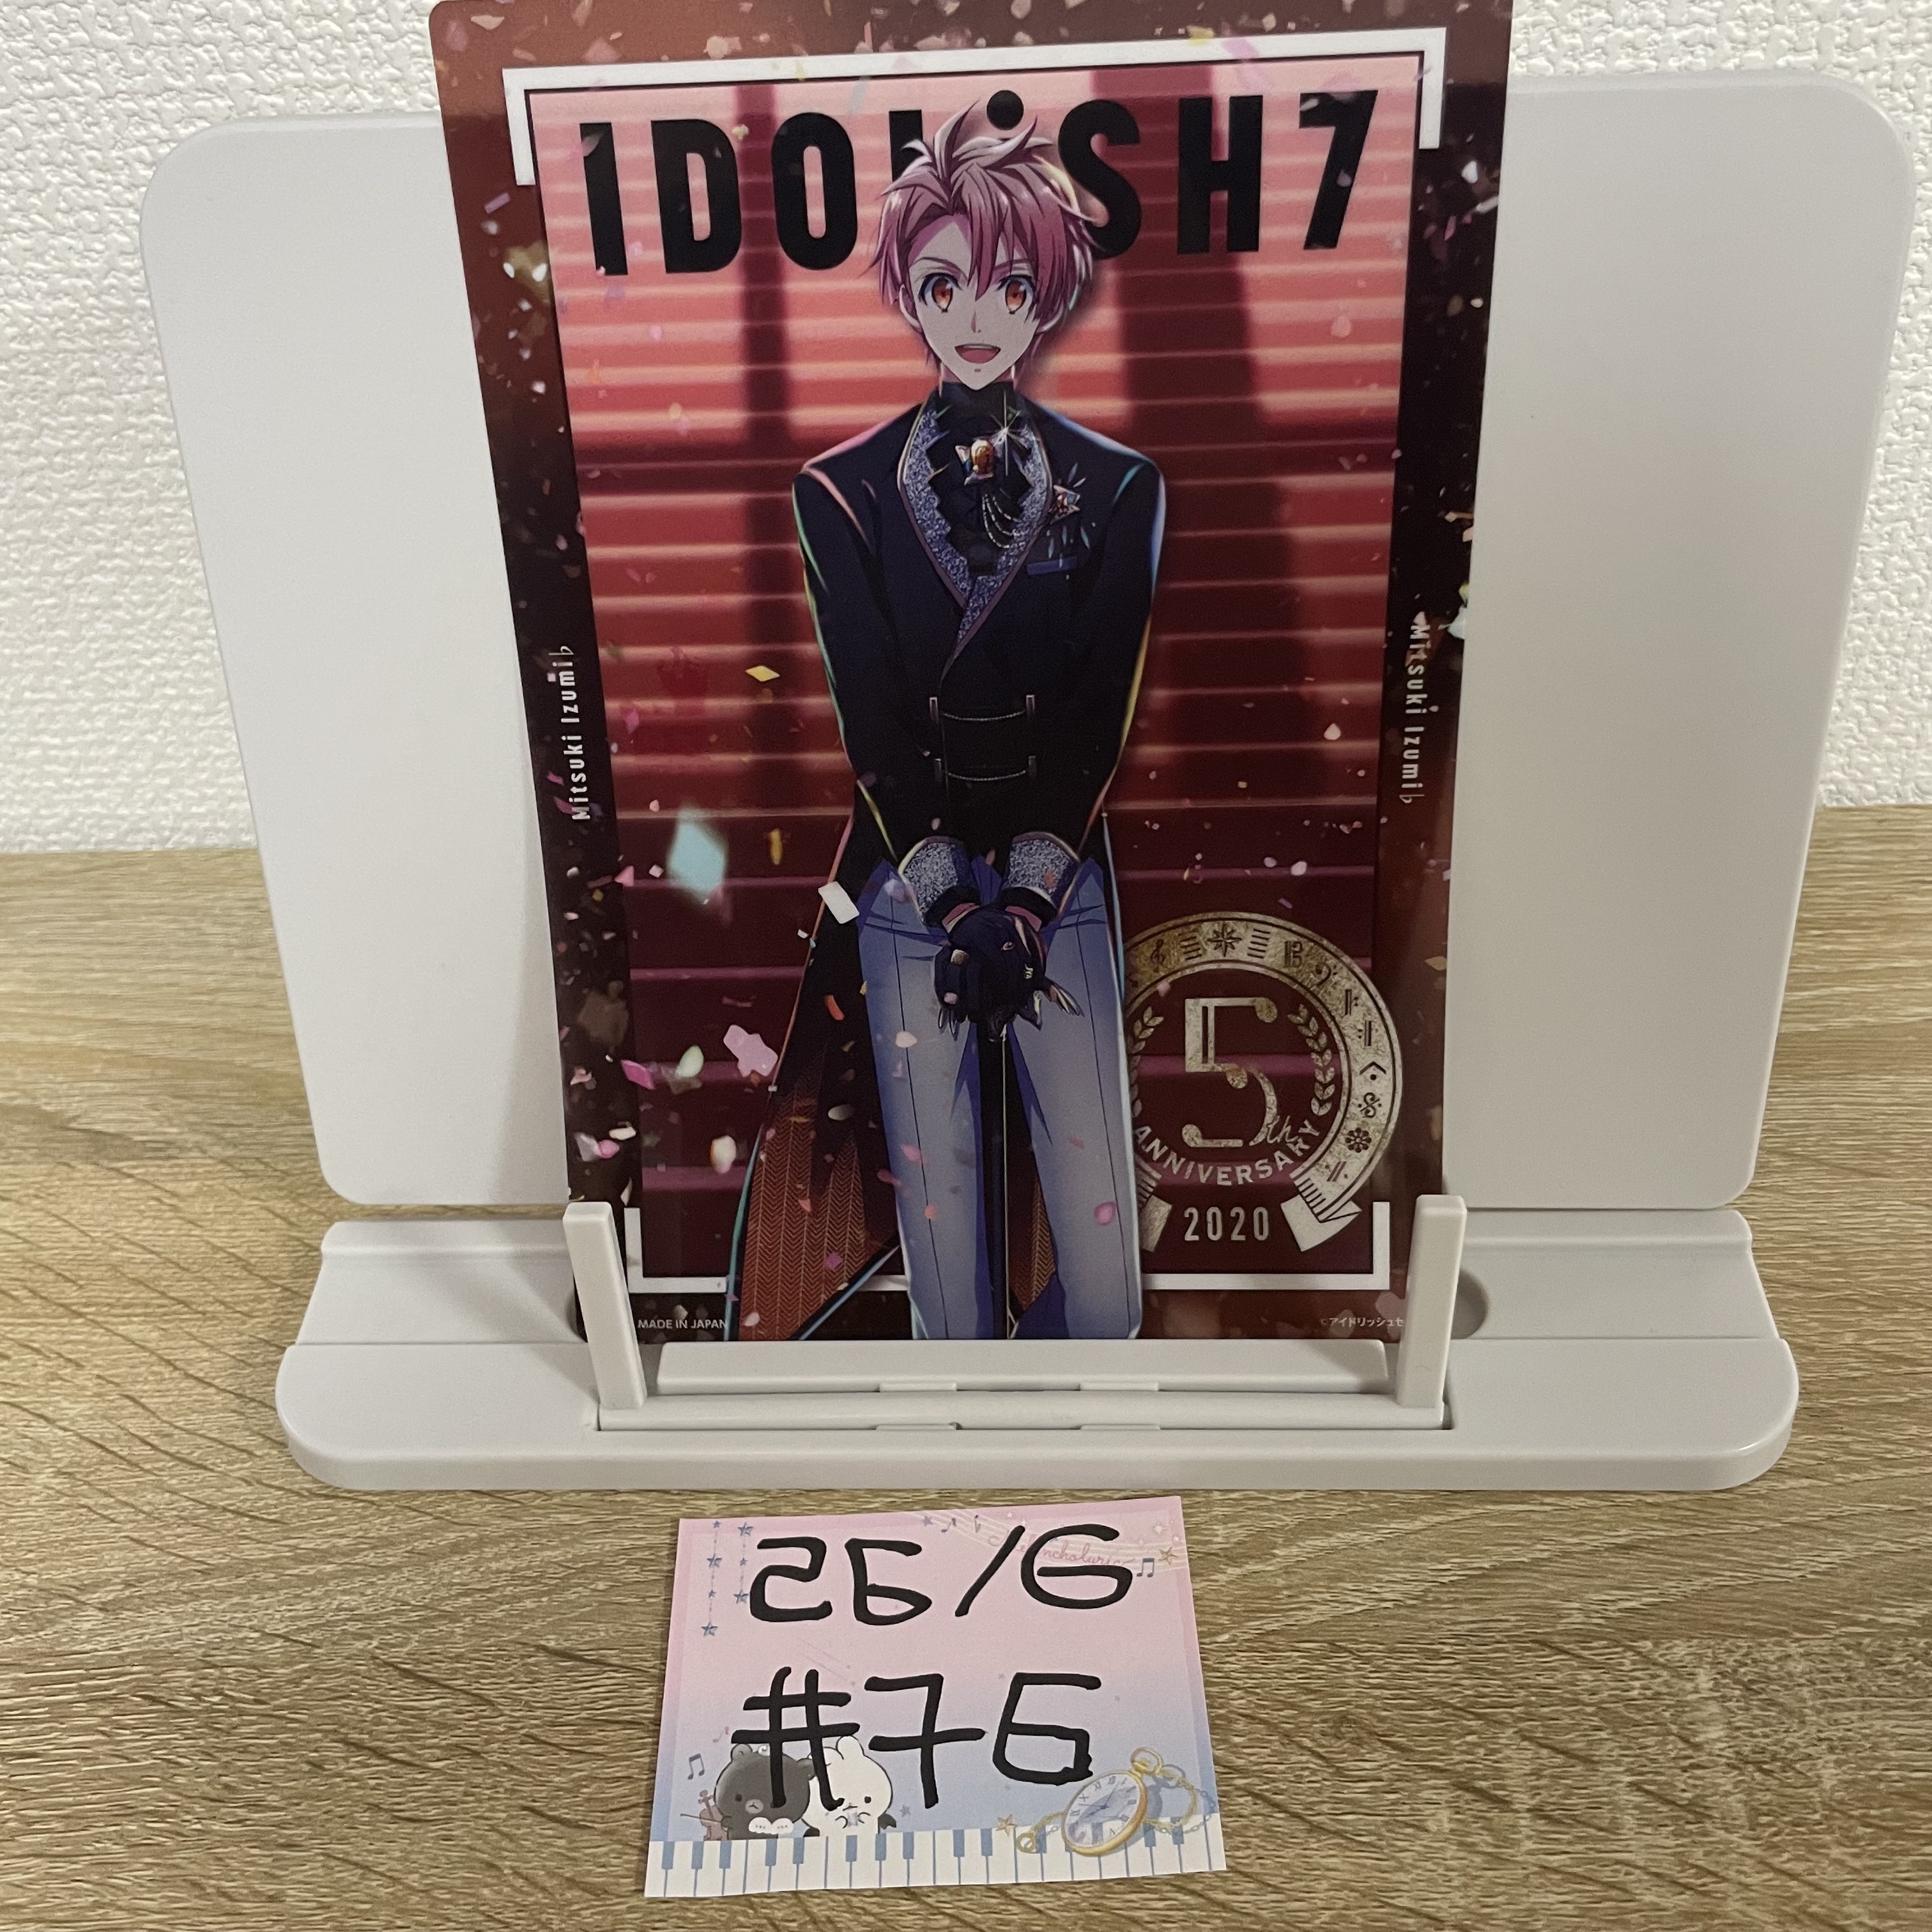 IDOLiSH7
Mitsuki Izumi♭
Mitsuki Izumi♭
5th
ANNIVERSARY
2020
MADE IN JAPAN
©アイドリッシュセ
26/6
#76